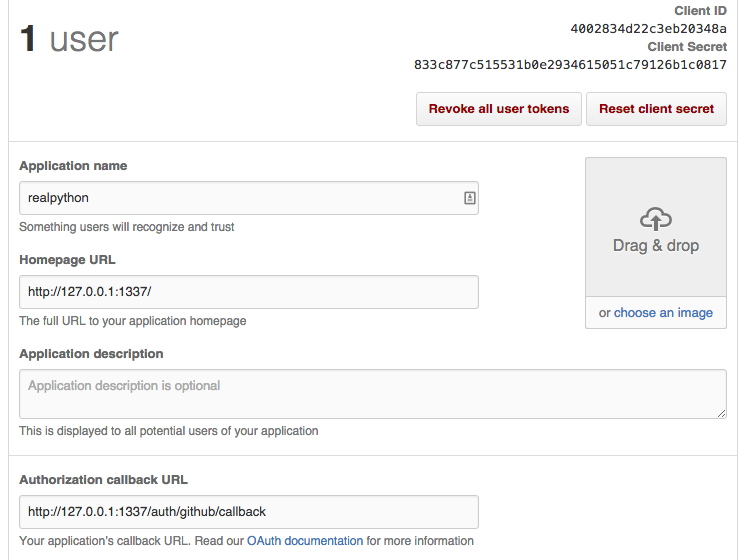 1 user
Client ID
4002834d22c3eb20348a
Client Secret
833c877c515531b0e2934615051c79126b1c0817
Revoke all user tokens
Reset client secret
Application name
realpython
Something users will recognize and trust
Drag & drop
or choose an image
Homepage URL
http://127.0.0.1:1337/
The full URL to your application homepage
Application description
Application description is optional
This is displayed to all potential users of your application
Authorization callback URL
http://127.0.0.1:1337/auth/github/callback
Your application's callback URL. Read our OAuth documentation for more information